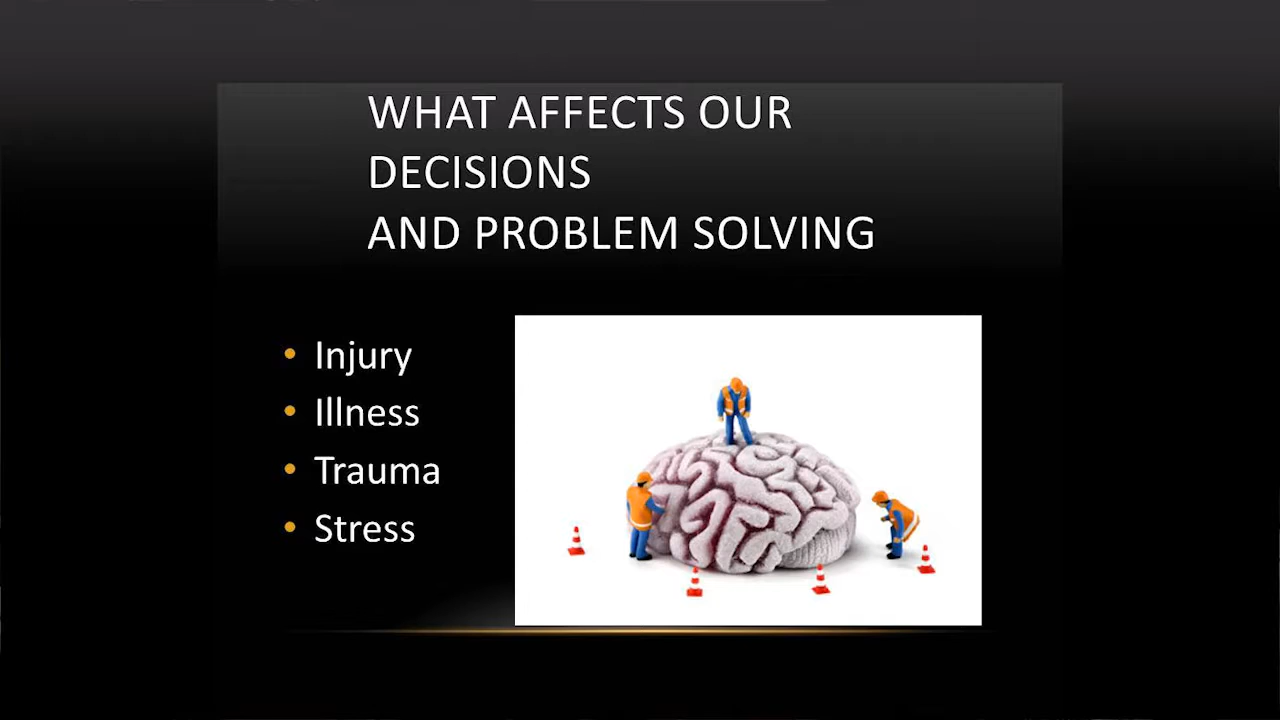 WHAT AFFECTS OUR
DECISIONS
AND PROBLEM SOLVING
• Injury
• Illness
• Trauma
• Stress